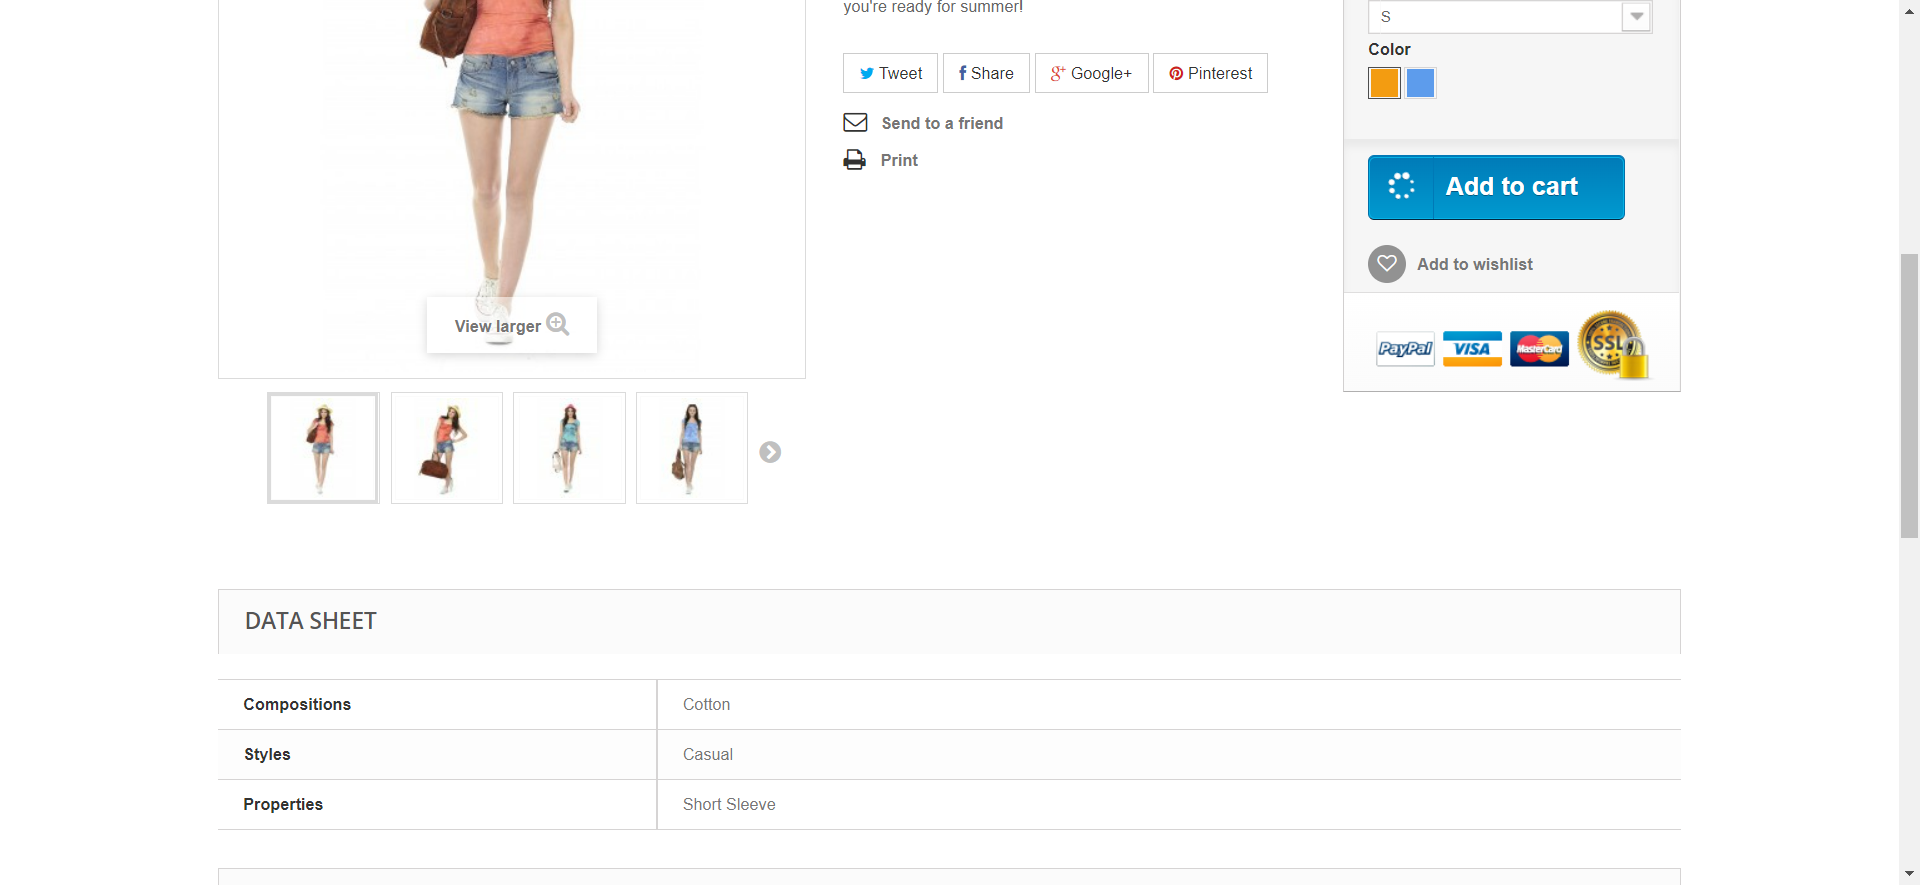 you're ready for summer!
Tweet
Share
Google+
Pinterest
Send to a friend
Print
View larger
S
Color
Add to cart
Add to wishlist
PayPal
VISA
MasterCard
SSL
DATA SHEET
Compositions Cotton
Styles Casual
Properties Short Sleeve